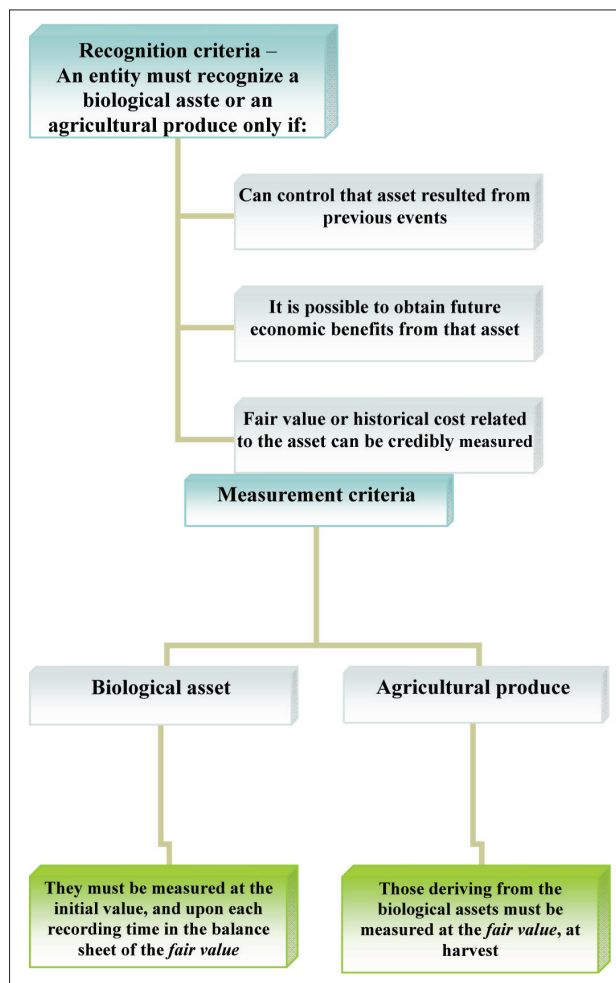 Recognition criteria –
An entity must recognize a
biological asste or an
agricultural produce only if:
Can control that asset resulted from
previous events
It is possible to obtain future
economic benefits from that asset
Fair value or historical cost related
to the asset can be credibly measured
Measurement criteria
Biological asset
Agricultural produce
They must be measured at the
initial value, and upon each
recording time in the balance
sheet of the fair value
Those deriving from the
biological assets must be
measured at the fair value, at
harvest